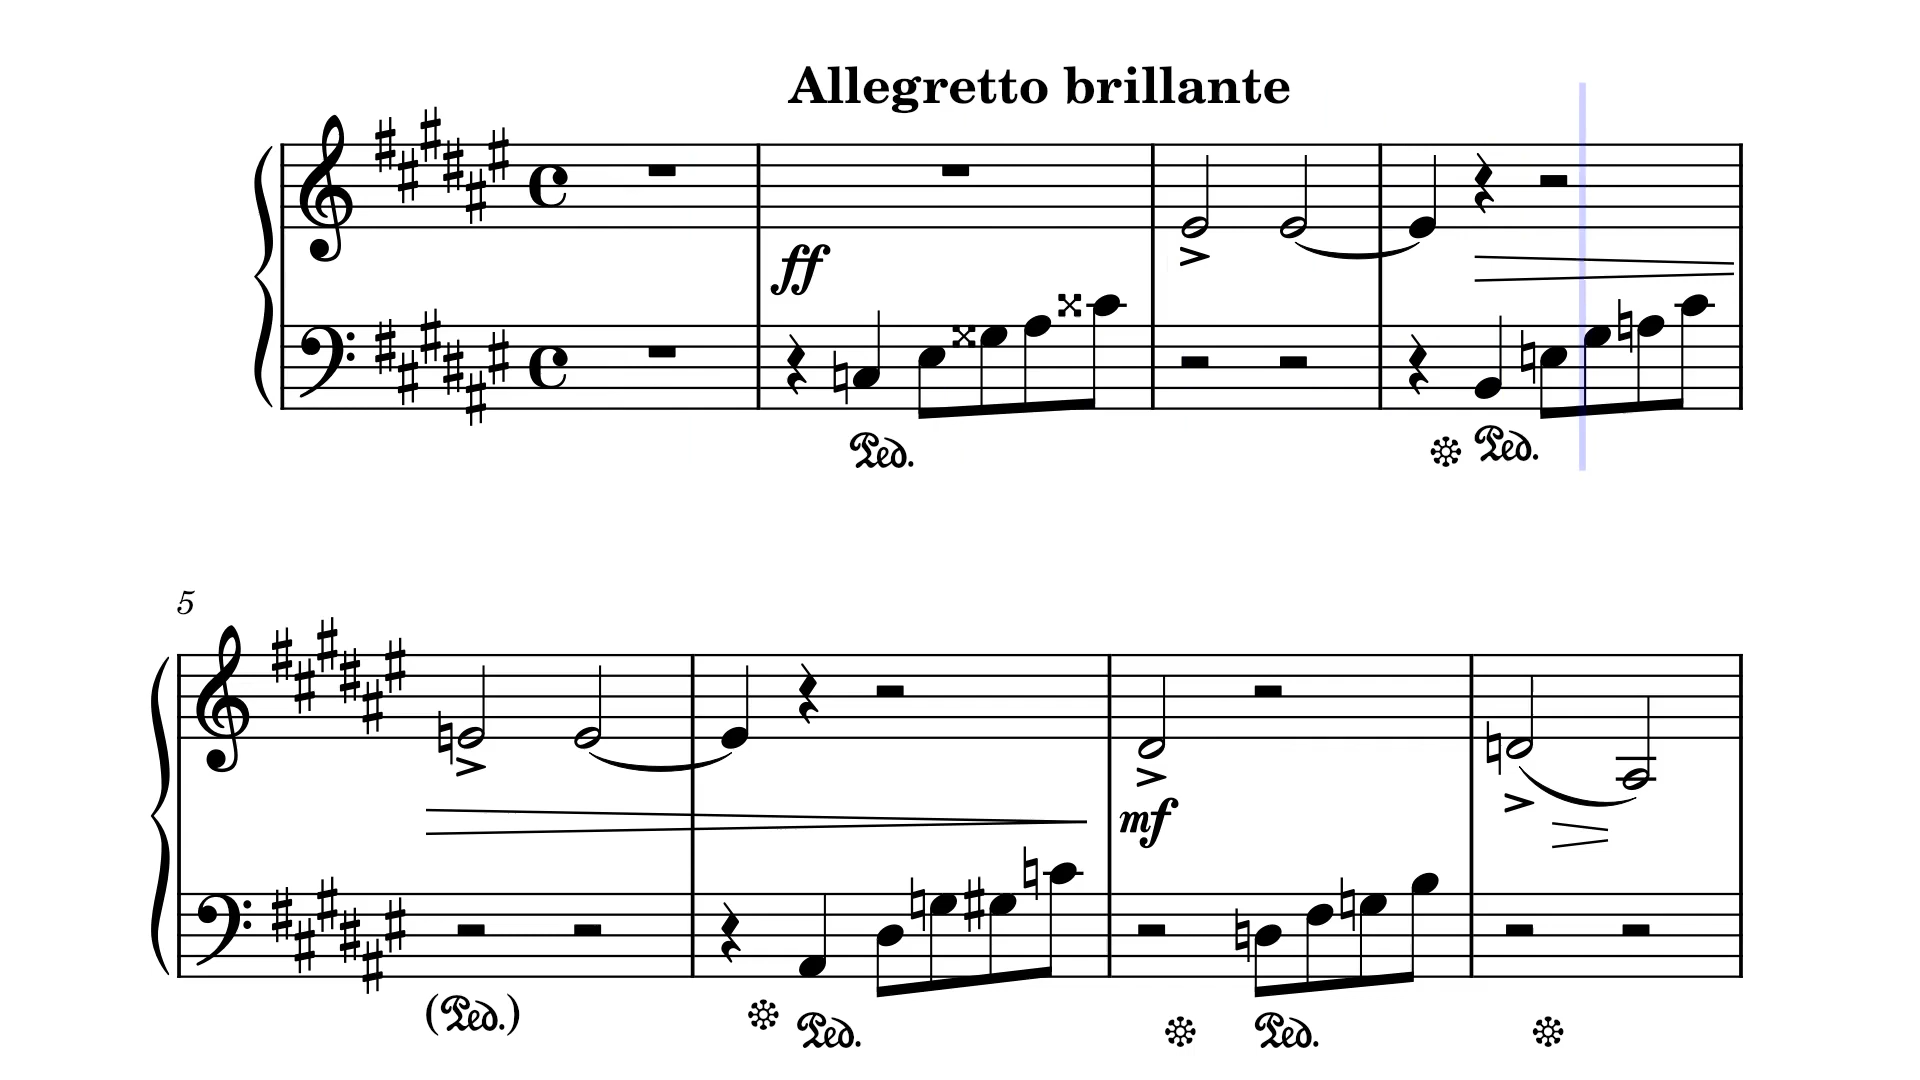 Allegretto brillante
ff
Ped. Ped.
5
mf
(Ped.) Ped. Ped.